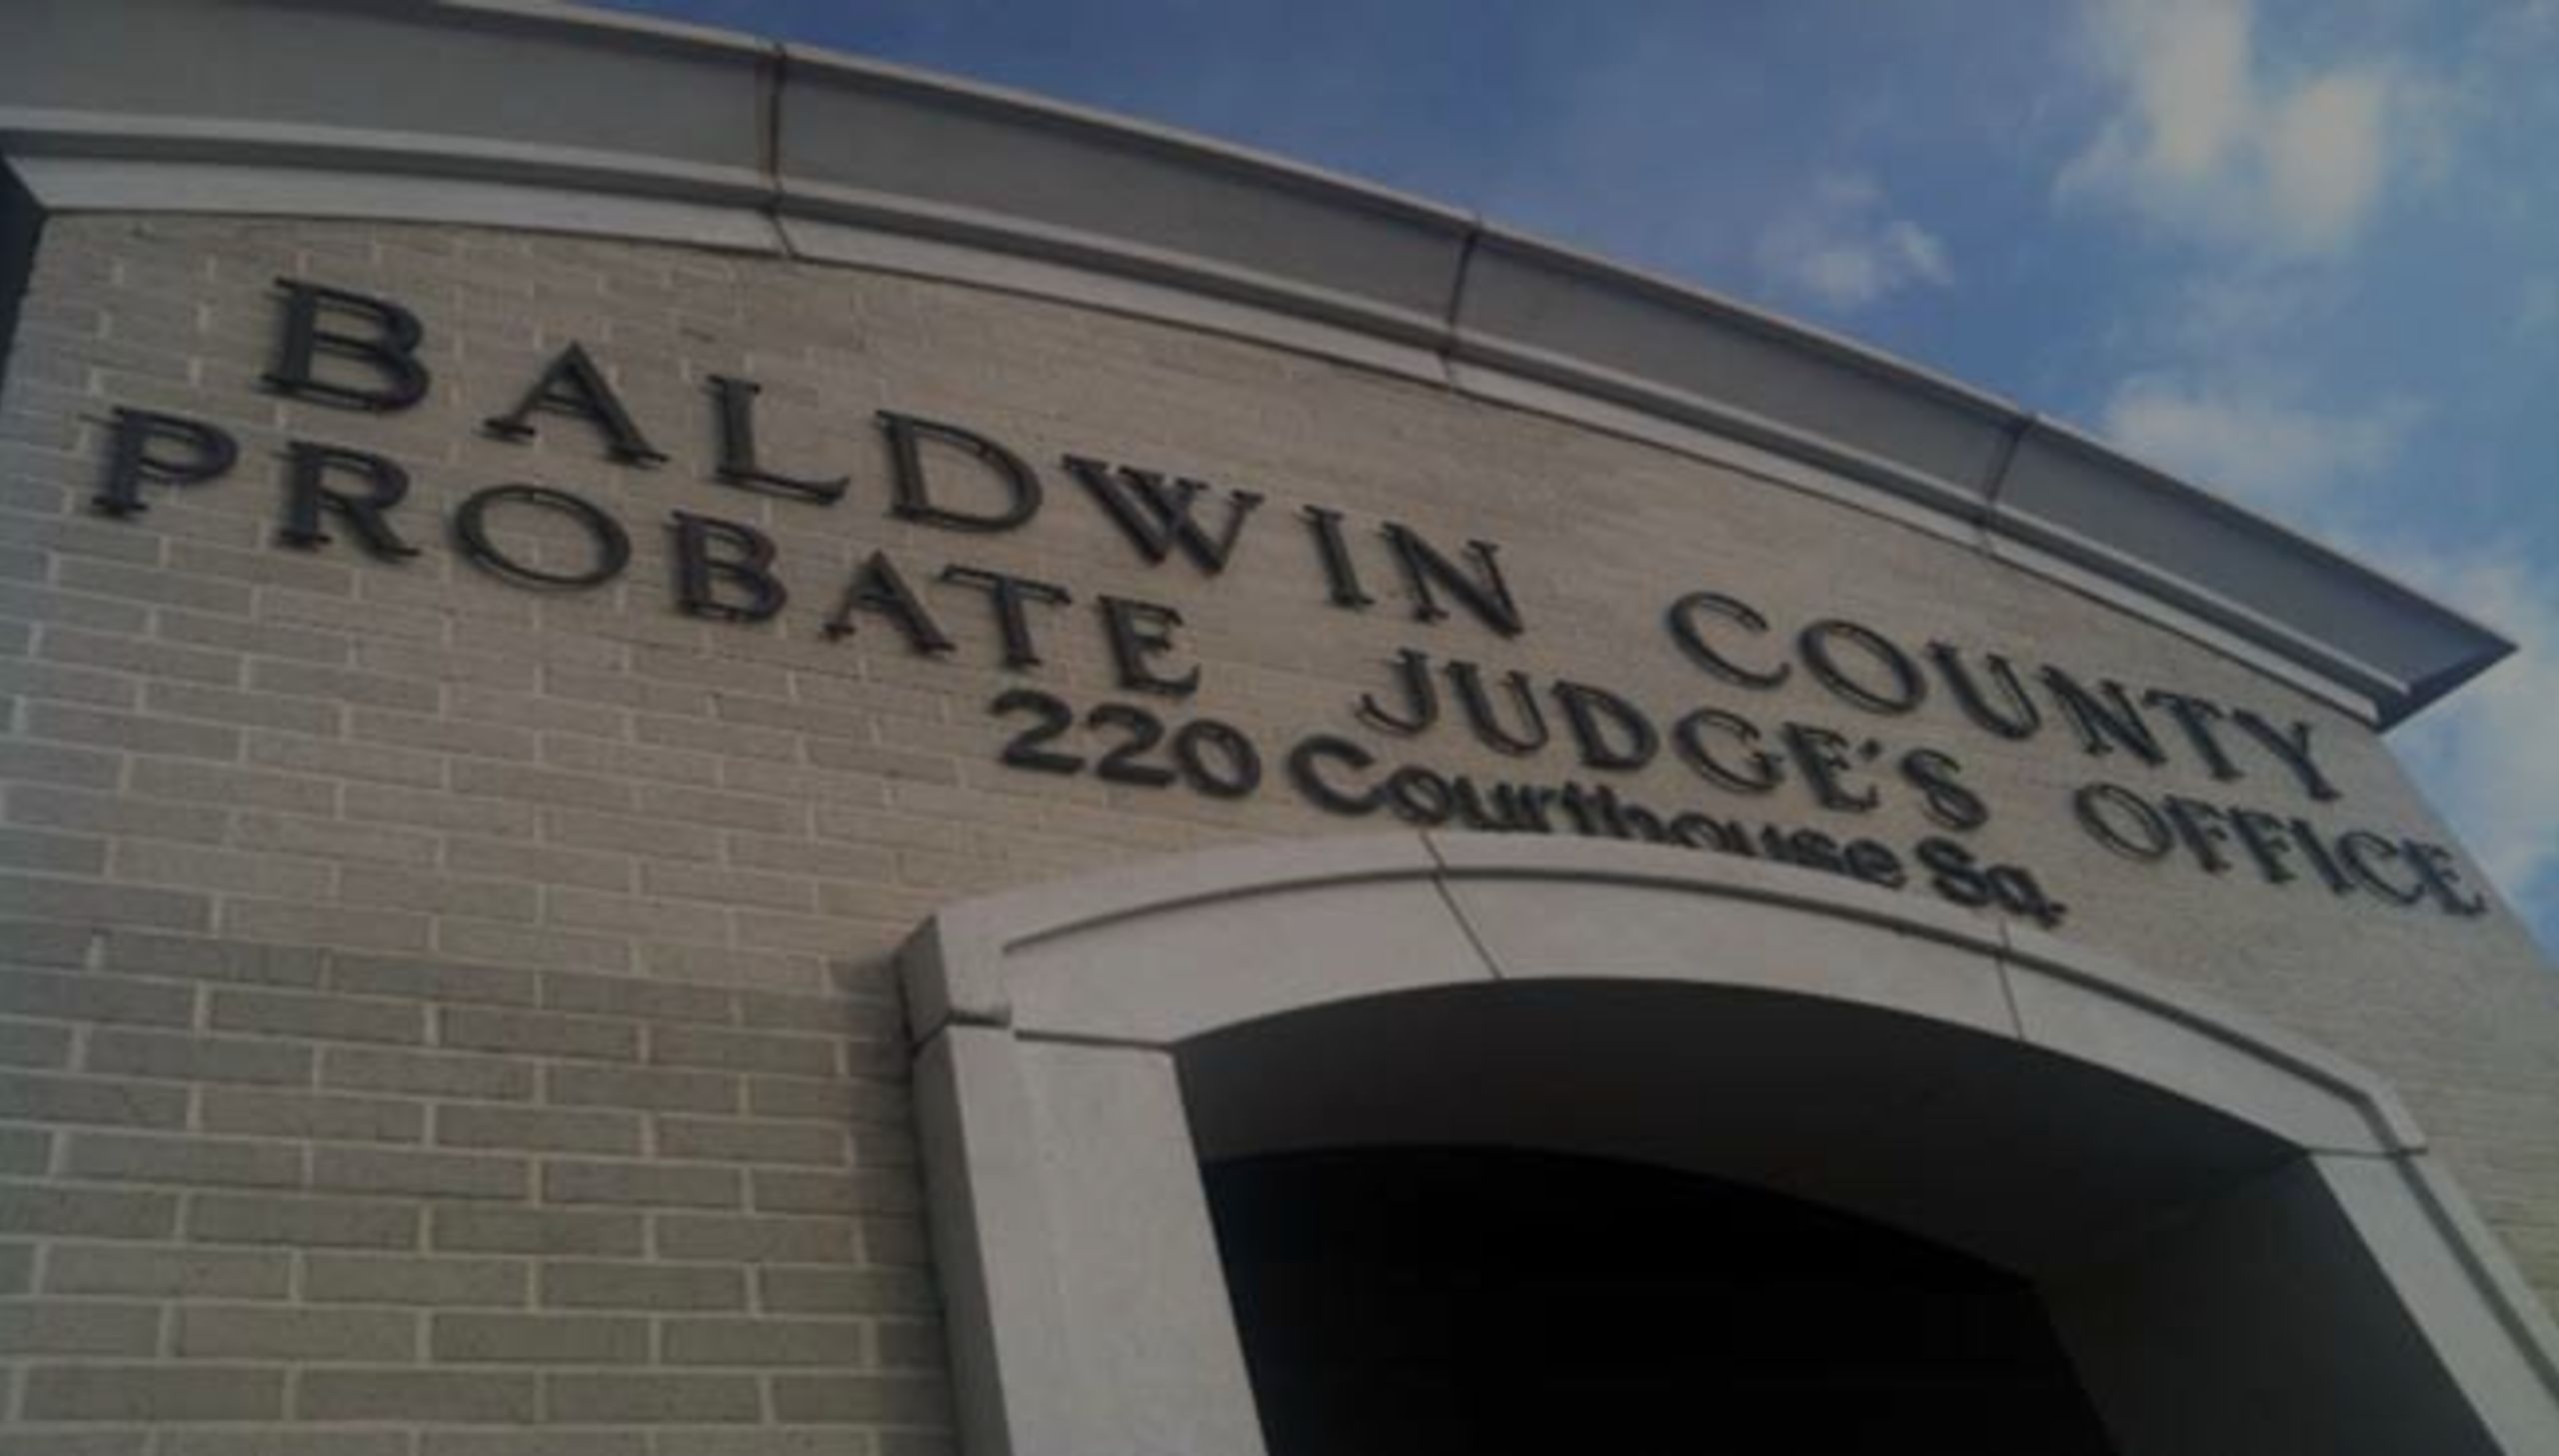 BALDWIN COUNTY
PROBATE JUDGE'S OFFICE
220 Courthouse Sq.